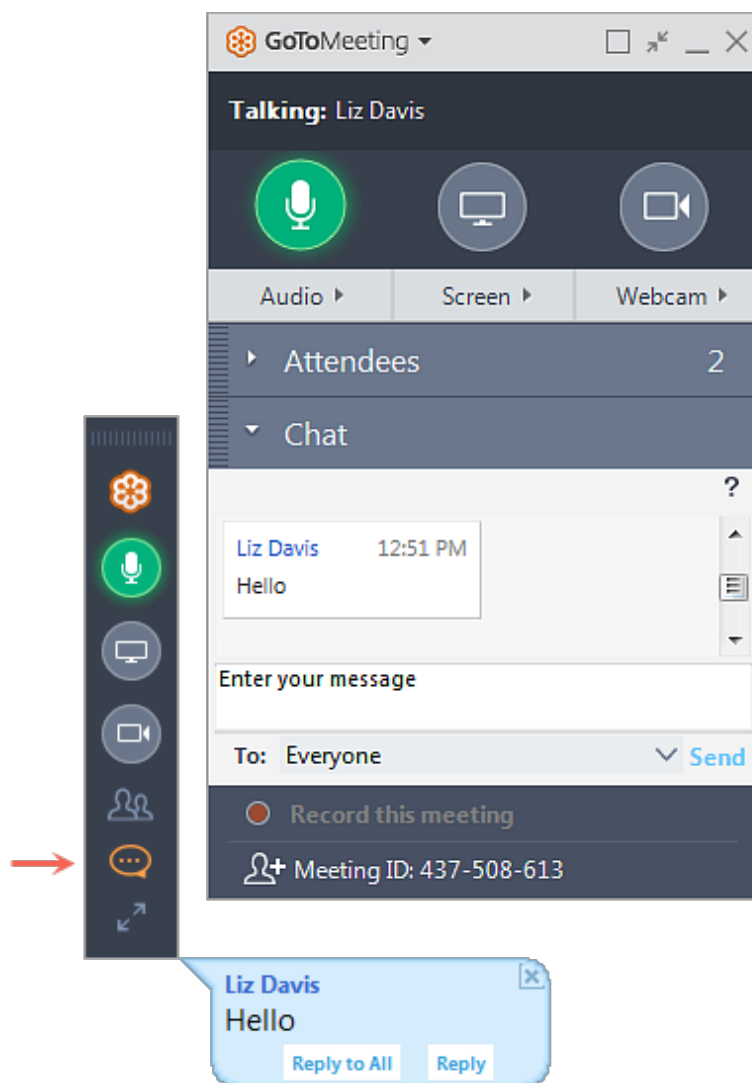 GoToMeeting
Talking: Liz Davis
Audio
Screen
Webcam
Attendees 2
Chat
?
Liz Davis 12:51 PM
Hello
Enter your message
To: Everyone Send
Record this meeting
Meeting ID: 437-508-613
Liz Davis
Hello
Reply to All Reply